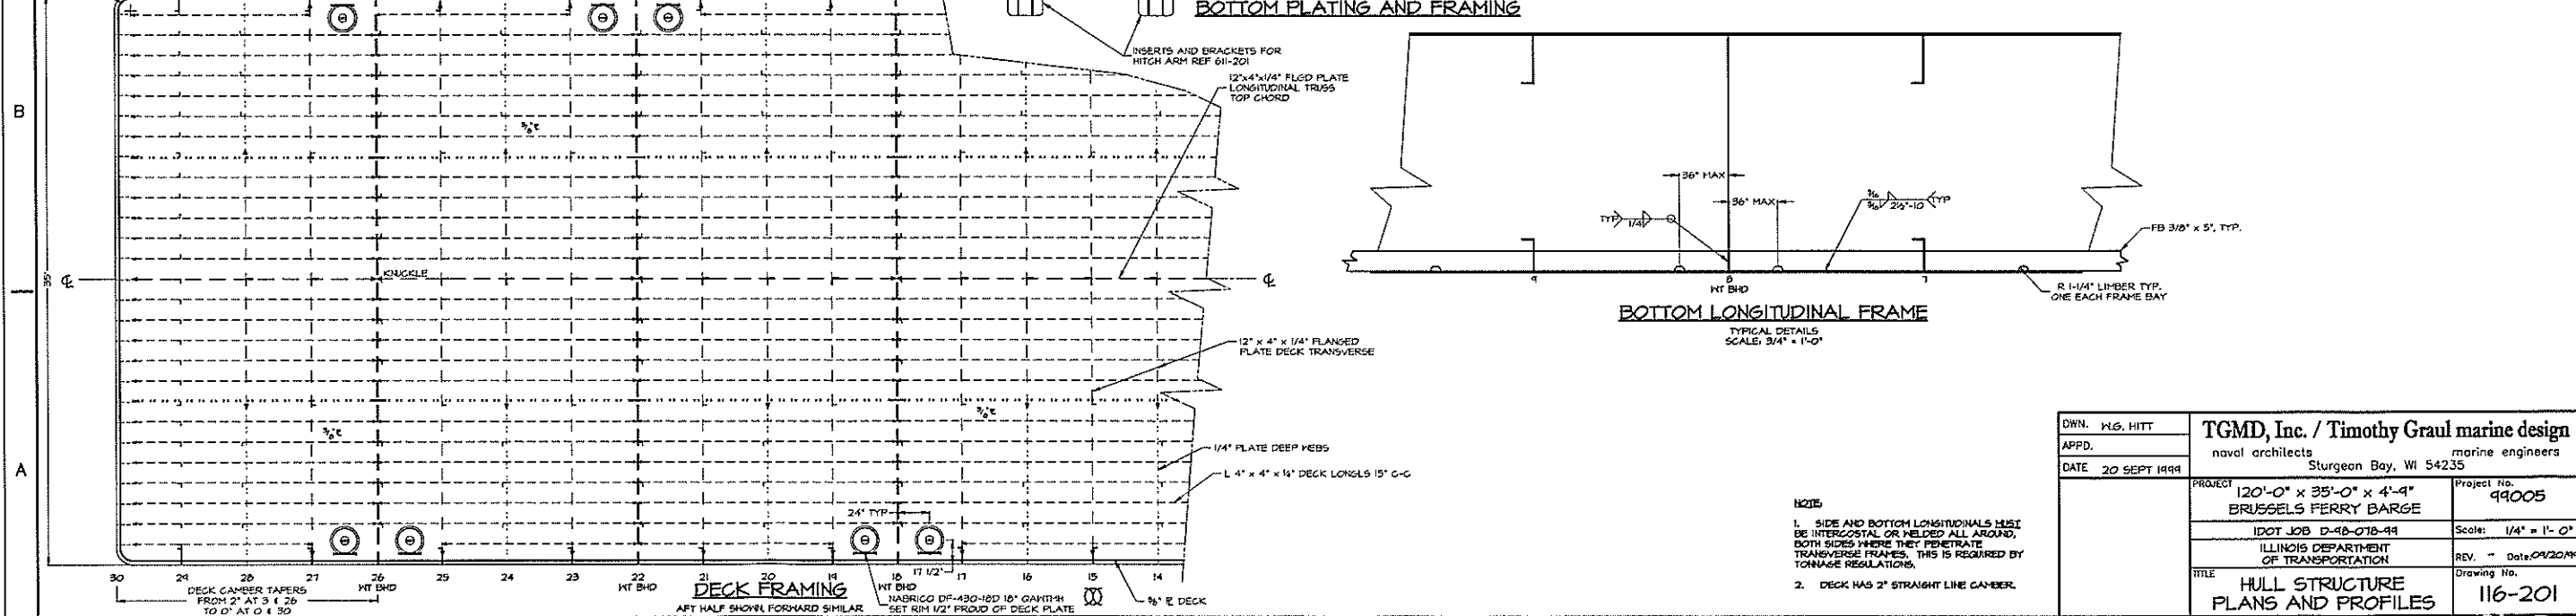 BOTTOM PLATING AND FRAMING
INSERTS AND BRACKETS FOR
HITCH ARM REF 611-201
12"x4"x1/4" FLGD PLATE
LONGITUDINAL TRUSS
TOP CHORD
B
A
35'
℄
KNUCKLE
℄
12" x 4" x 1/4" FLANGED
PLATE DECK TRANSVERSE
1/4" PLATE DEEP WEBS
L 4" x 4" x 1/4" DECK LONGLS 15" C-C
24" TYP
17 1/2"
30 29 28 27 26 25 24 23 22 21 20 19 18 17 16 15 14
WT BHD
WT BHD
WT BHD
DECK CAMBER TAPERS
FROM 2" AT 3 & 26
TO 0" AT 0 & 30
DECK FRAMING
AFT HALF SHOWN, FORWARD SIMILAR
NABRICO DF-490-18D 18"
SET RIM 1/2" PROUD OF DECK PLATE
3/8" ℄ DECK
36" MAX
36" MAX
TYP
1/4
3/16
3/16 2½"-10
TYP
FB 3/8" x 5", TYP.
R 1-1/4" LIMBER TYP.
ONE EACH FRAME BAY
9 8 7
WT BHD
BOTTOM LONGITUDINAL FRAME
TYPICAL DETAILS
SCALE: 3/4" = 1'-0"
NOTE:
1. SIDE AND BOTTOM LONGITUDINALS MUST
BE INTERCOSTAL OR WELDED ALL AROUND,
BOTH SIDES WHERE THEY PENETRATE
TRANSVERSE FRAMES. THIS IS REQUIRED BY
TONNAGE REGULATIONS.
2. DECK HAS 2" STRAIGHT LINE CAMBER.
DWN. W.G. HITT
APPD.
DATE 20 SEPT 1999
TGMD, Inc. / Timothy Graul marine design
naval architects marine engineers
Sturgeon Bay, WI 54235
PROJECT 120'-0" x 35'-0" x 4'-9"
BRUSSELS FERRY BARGE
Project No.
99005
IDOT JOB D-98-078-99
Scale: 1/4" = 1'-0"
ILLINOIS DEPARTMENT
OF TRANSPORTATION
REV. - Date:
TITLE
HULL STRUCTURE
PLANS AND PROFILES
Drawing No.
116-201